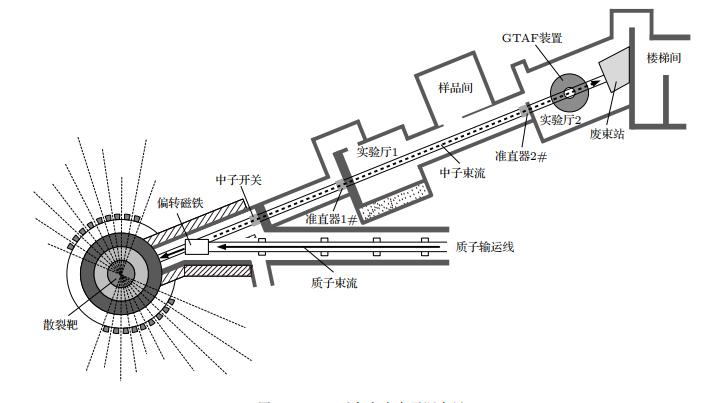 GTAF装置
楼梯间
样品间
实验厅2
废束站
实验厅1
准直器2#
中子束流
中子开关
偏转磁铁
准直器1#
质子输运线
质子束流
散裂靶